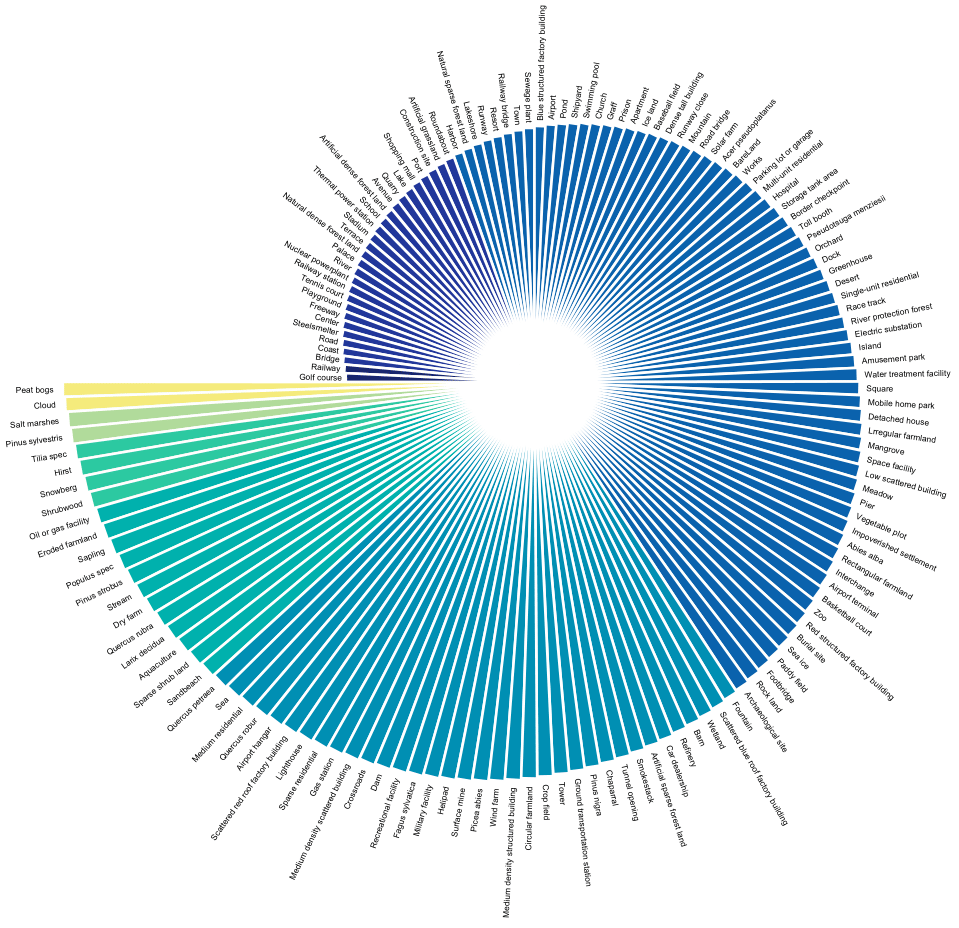 Golf course
Railway
Bridge
Coast
Road
Steelsmelter
Center
Freeway
Playground
Tennis court
Railway station
Nuclear powerplant
River
Palace
Natural dense forest land
Terrace
Stadium
Thermal power station
School
Artificial dense forest land
Avenue
Quarry
Lake
Shopping mall
Port
Construction site
Artificial grassland
Roundabout
Harbor
Natural sparse forest land
Lakeshore
Runway
Resort
Railway bridge
Town
Sewage plant
Blue structured factory building
Airport
Pond
Shipyard
Swimming pool
Church
Graff
Prison
Apartment
Ice land
Baseball field
Dense tall building
Runway close
Mountain
Road bridge
Solar farm
Acer pseudoplatanus
BareLand
Works
Parking lot or garage
Multi-unit residential
Hospital
Storage tank area
Border checkpoint
Toll booth
Pseudotsuga menziesii
Orchard
Dock
Greenhouse
Desert
Single-unit residential
Race track
River protection forest
Electric substation
Island
Amusement park
Water treatment facility
Square
Mobile home park
Detached house
Lrregular farmland
Mangrove
Space facility
Low scattered building
Meadow
Pier
Vegetable plot
Impoverished settlement
Abies alba
Rectangular farmland
Interchange
Airport terminal
Basketball court
Zoo
Red structured factory building
Burial site
Sea ice
Paddy field
Footbridge
Rock land
Archaeological site
Fountain
Scattered blue roof factory building
Wetland
Barn
Refinery
Car dealership
Artificial sparse forest land
Smokestack
Tunnel opening
Chaparral
Pinus nigra
Ground transportation station
Tower
Crop field
Circular farmland
Medium density structured building
Wind farm
Picea abies
Surface mine
Helipad
Military facility
Fagus sylvatica
Recreational facility
Dam
Crossroads
Medium density scattered building
Gas station
Sparse residential
Lighthouse
Scattered red roof factory building
Airport hangar
Quercus robur
Medium residential
Sea
Quercus petraea
Sandbeach
Sparse shrub land
Aquaculture
Larix decidua
Quercus rubra
Dry farm
Stream
Pinus strobus
Populus spec
Sapling
Eroded farmland
Oil or gas facility
Shrubwood
Snowberg
Hirst
Tilia spec
Pinus sylvestris
Salt marshes
Cloud
Peat bogs